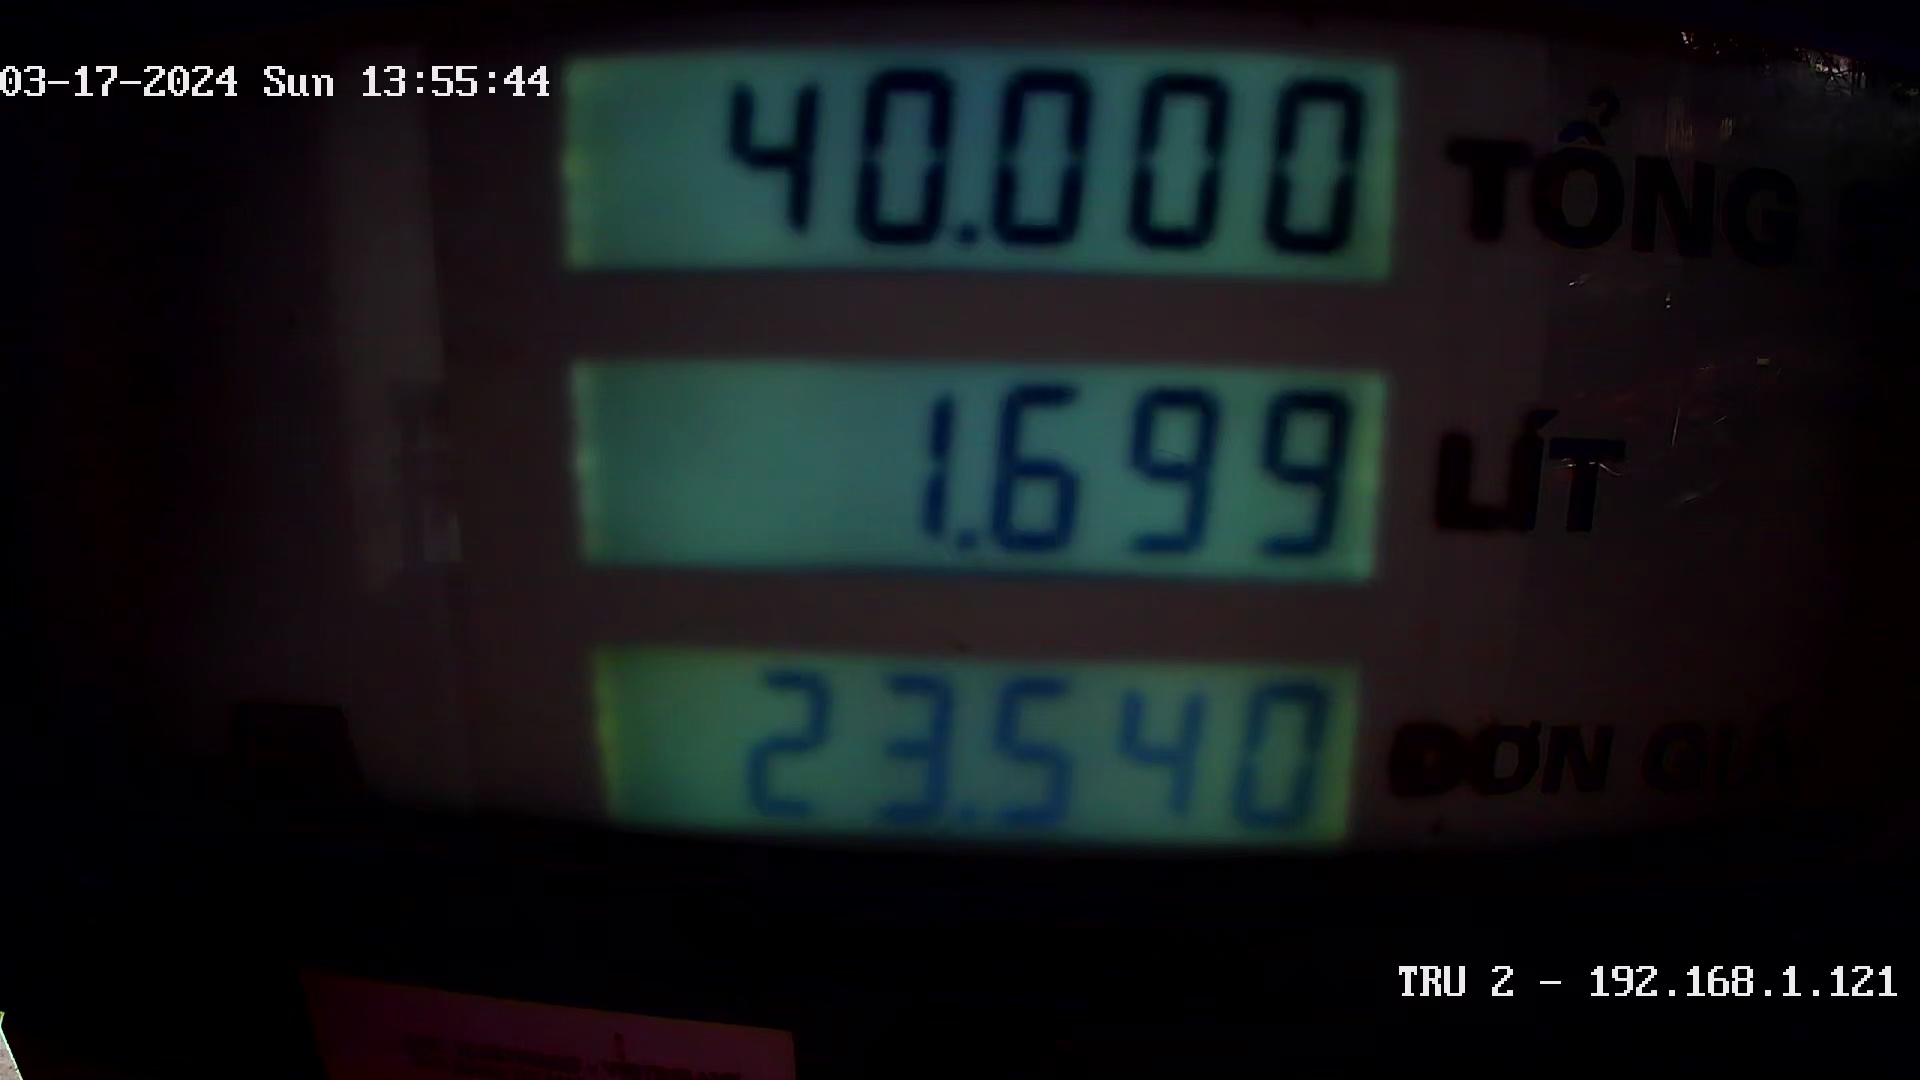 03-17-2024 Sun 13:55:44
40.000 TỔNG
1.699 LÍT
23.540 ĐƠN GIÁ
TRU 2 - 192.168.1.121